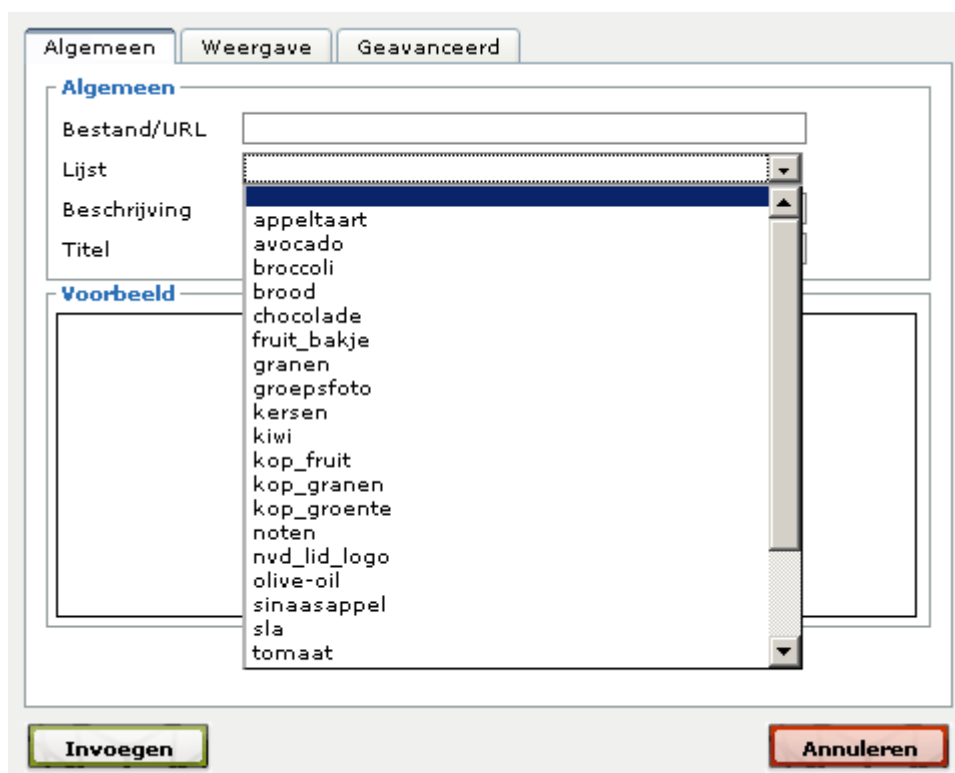 Algemeen Weergave Geavanceerd
Algemeen
Bestand/URL
Lijst
Beschrijving
Titel
appeltaart
avocado
broccoli
brood
chocolade
fruit_bakje
granen
groepsfoto
kersen
kiwi
kop_fruit
kop_granen
kop_groente
noten
nvd_lid_logo
olive-oil
sinaasappel
sla
tomaat
Voorbeeld
Invoegen Annuleren